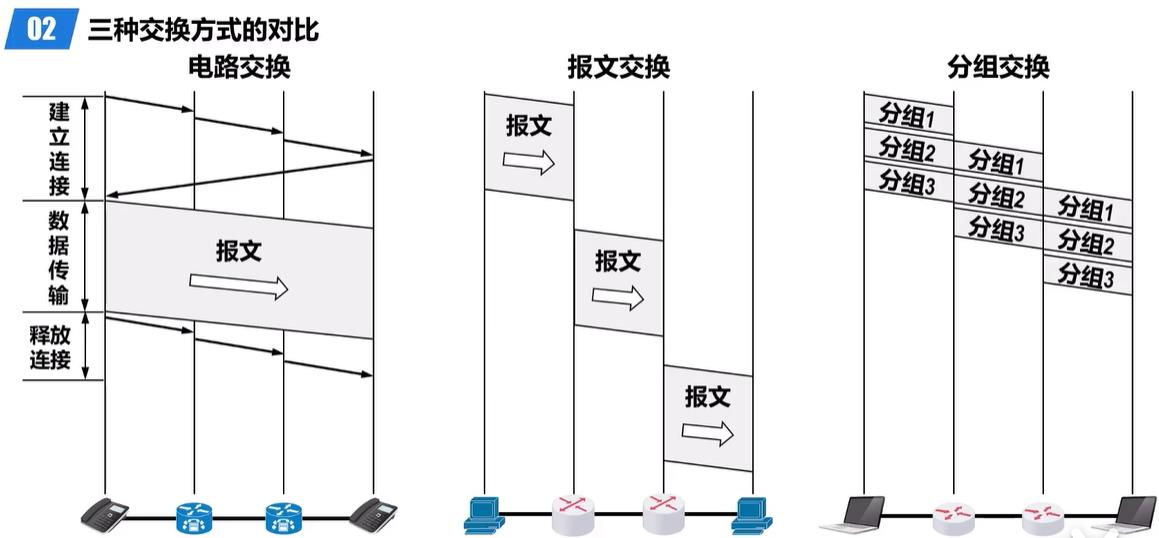 02 三种交换方式的对比
电路交换
建立连接
数据传输
释放
连接
报文
报文交换
报文
报文
报文
分组交换
分组1
分组2
分组3
分组1
分组2
分组3
分组1
分组2
分组3